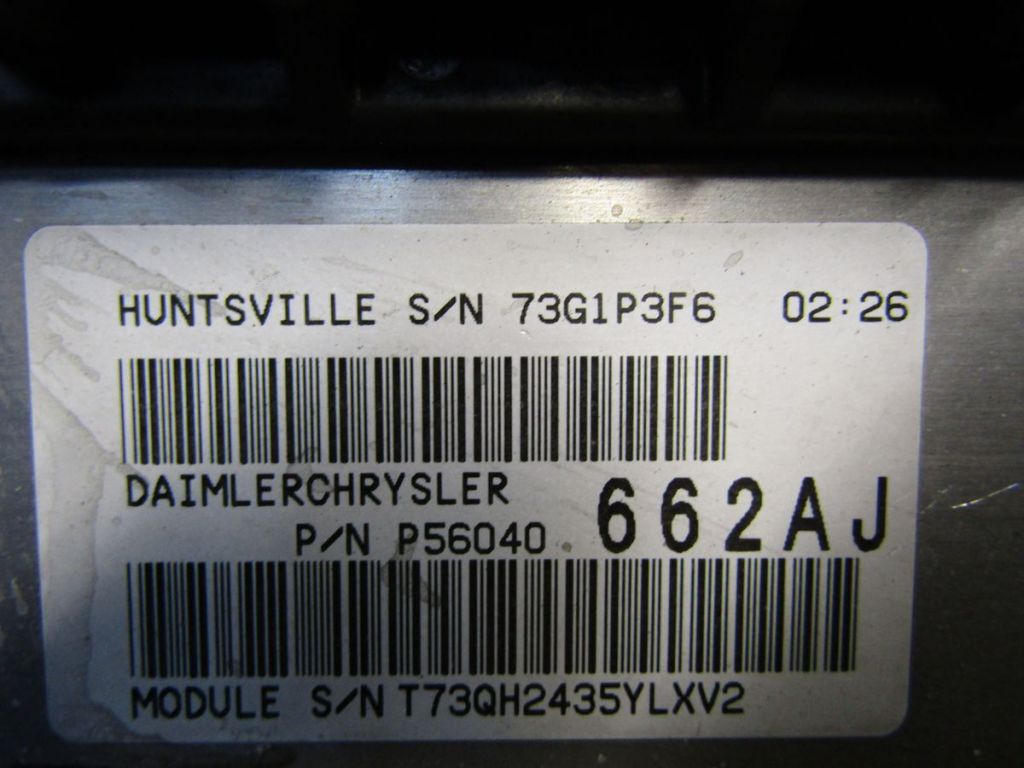 HUNTSVILLE S/N 73G1P3F6 02:26
DAIMLERCHRYSLER
P/N P56040 662AJ
MODULE S/N T73QH2435YLXV2